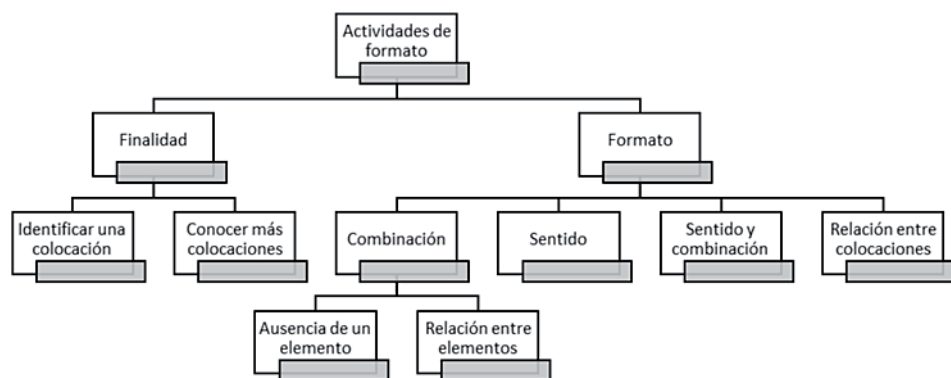 Actividades de
formato
Finalidad
Formato
Identificar una
colocación
Conocer más
colocaciones
Combinación
Sentido
Sentido y
combinación
Relación entre
colocaciones
Ausencia de un
elemento
Relación entre
elementos